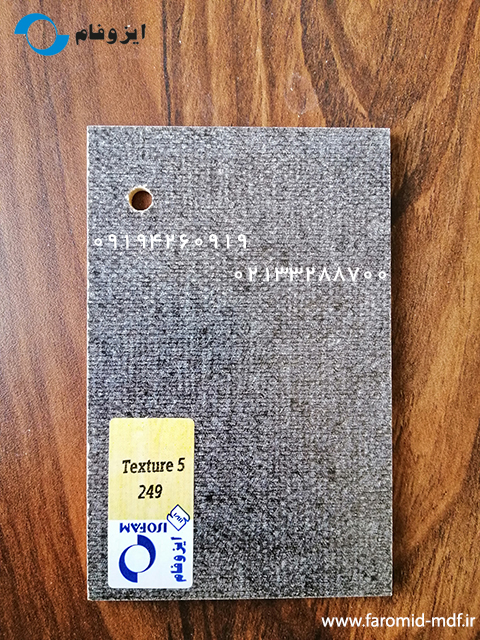 ایزوفام
۰۹۱۹۴۲۶۰۹۱۹
۰۲۱۳۳۲۸۸۷۰۰
Texture 5
249
ISOFAM
ایزوفام
www.faromid-mdf.ir